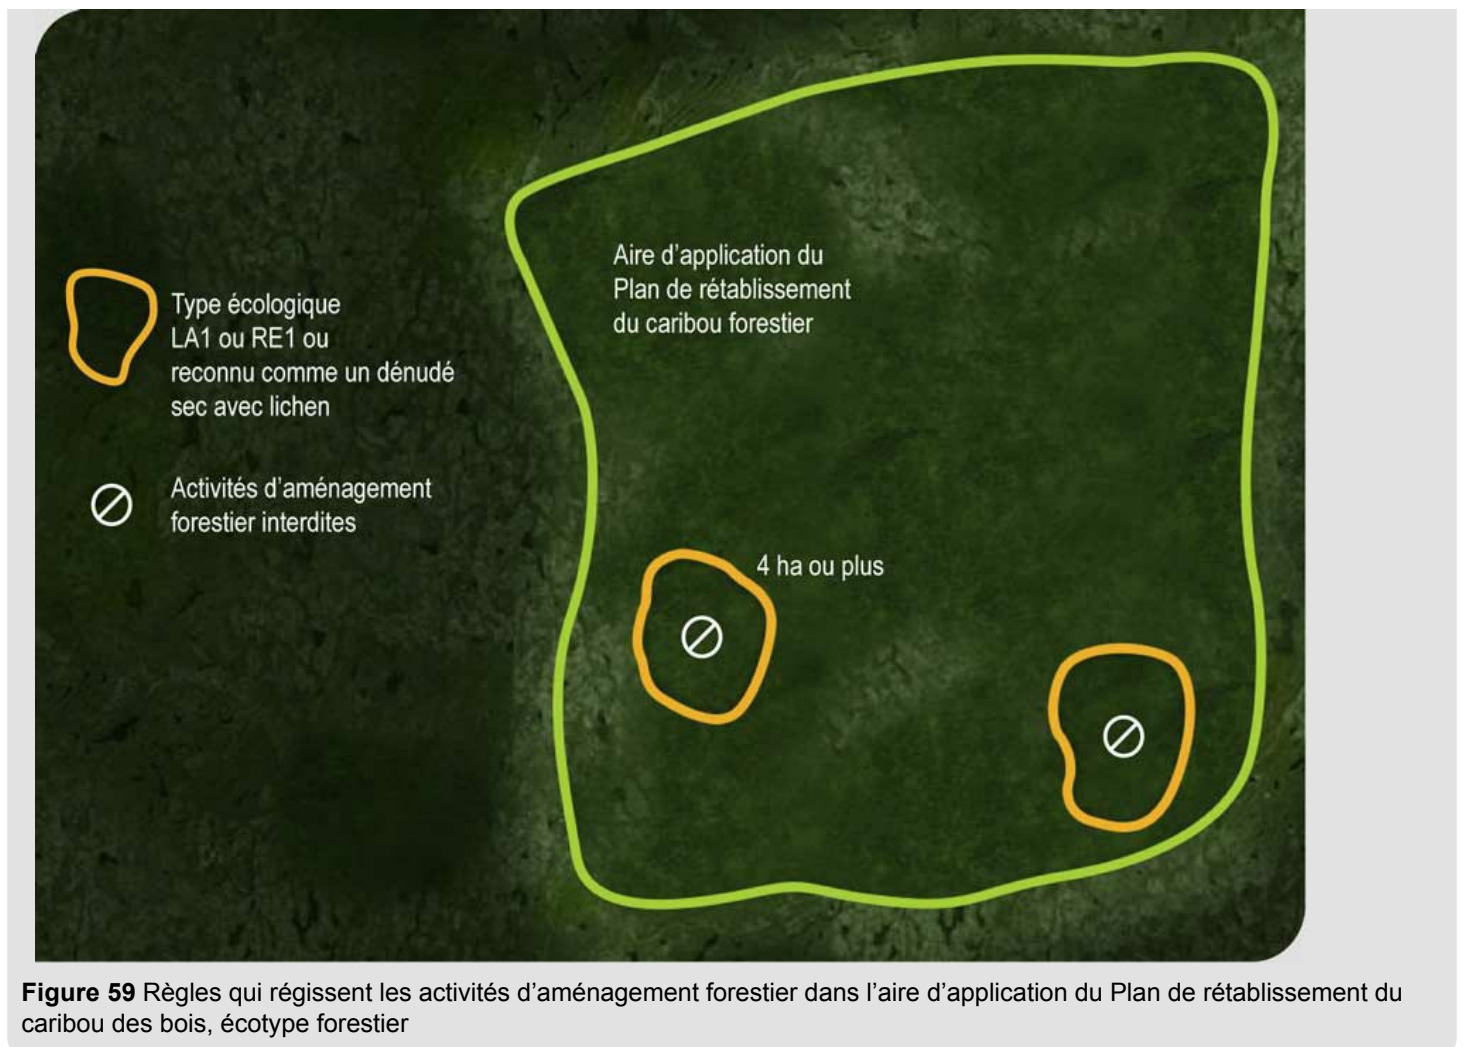 Aire d'application du
Plan de rétablissement
du caribou forestier
Type écologique
LA1 ou RE1 ou
reconnu comme un dénudé
sec avec lichen
Activités d'aménagement
forestier interdites
4 ha ou plus
Figure 59 Règles qui régissent les activités d'aménagement forestier dans l'aire d'application du Plan de rétablissement du
caribou des bois, écotype forestier